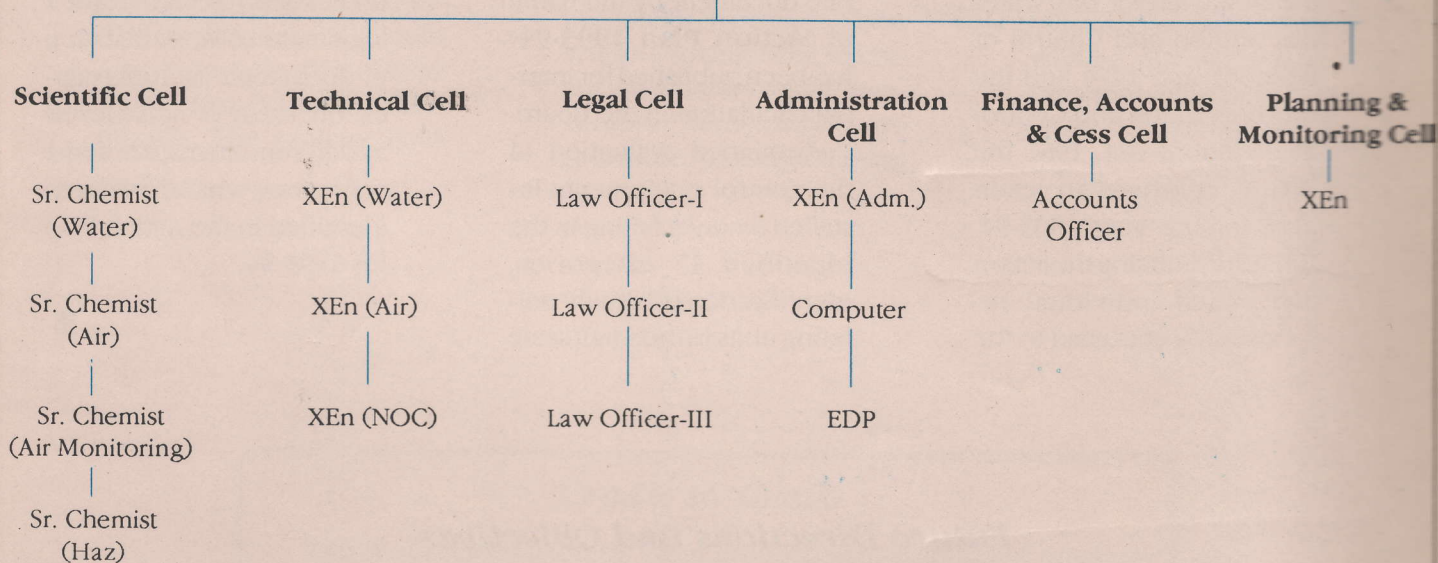 Scientific Cell
Sr. Chemist
(Water)
Sr. Chemist
(Air)
Sr. Chemist
(Air Monitoring)
Sr. Chemist
(Haz)
Technical Cell
XEn (Water)
XEn (Air)
XEn (NOC)
Legal Cell
Law Officer-I
Law Officer-II
Law Officer-III
Administration
Cell
XEn (Adm.)
Computer
EDP
Finance, Accounts
& Cess Cell
Accounts
Officer
Planning &
Monitoring Cell
XEn